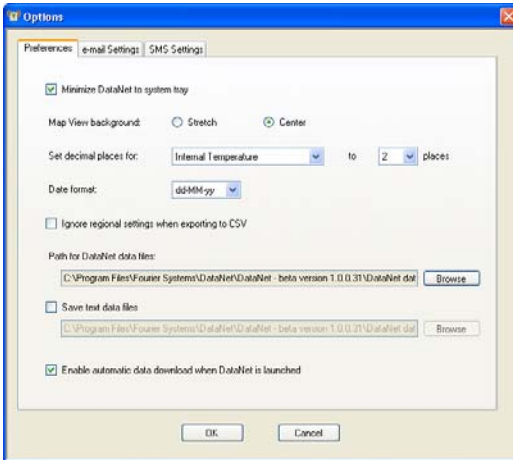 Options
Preferences e-mail Settings SMS Settings
Minimize DataNet to system tray
Map View background: Stretch Center
Set decimal places for: Internal Temperature to 2 places
Date format: dd-MM-yy
Ignore regional settings when exporting to CSV
Path for DataNet data files:
C:\Program Files\Fourier Systems\DataNet\DataNet - beta version 1.0.0.31\DataNet dat Browse
Save text data files
C:\Program Files\Fourier Systems\DataNet\DataNet - beta version 1.0.0.31\DataNet dat Browse
Enable automatic data download when DataNet is launched
OK Cancel